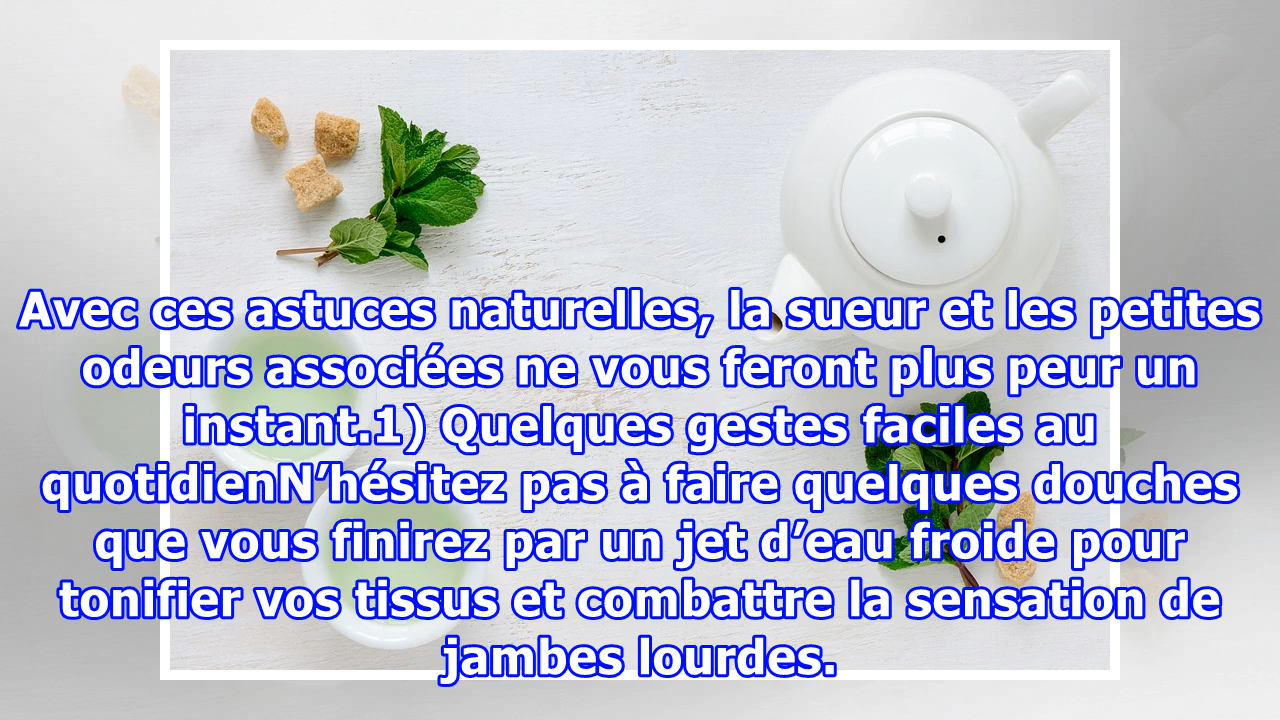 Avec ces astuces naturelles, la sueur et les petites
odeurs associées ne vous feront plus peur un
instant.1) Quelques gestes faciles au
quotidienN’hésitez pas à faire quelques douches
que vous finirez par un jet d’eau froide pour
tonifier vos tissus et combattre la sensation de
jambes lourdes.